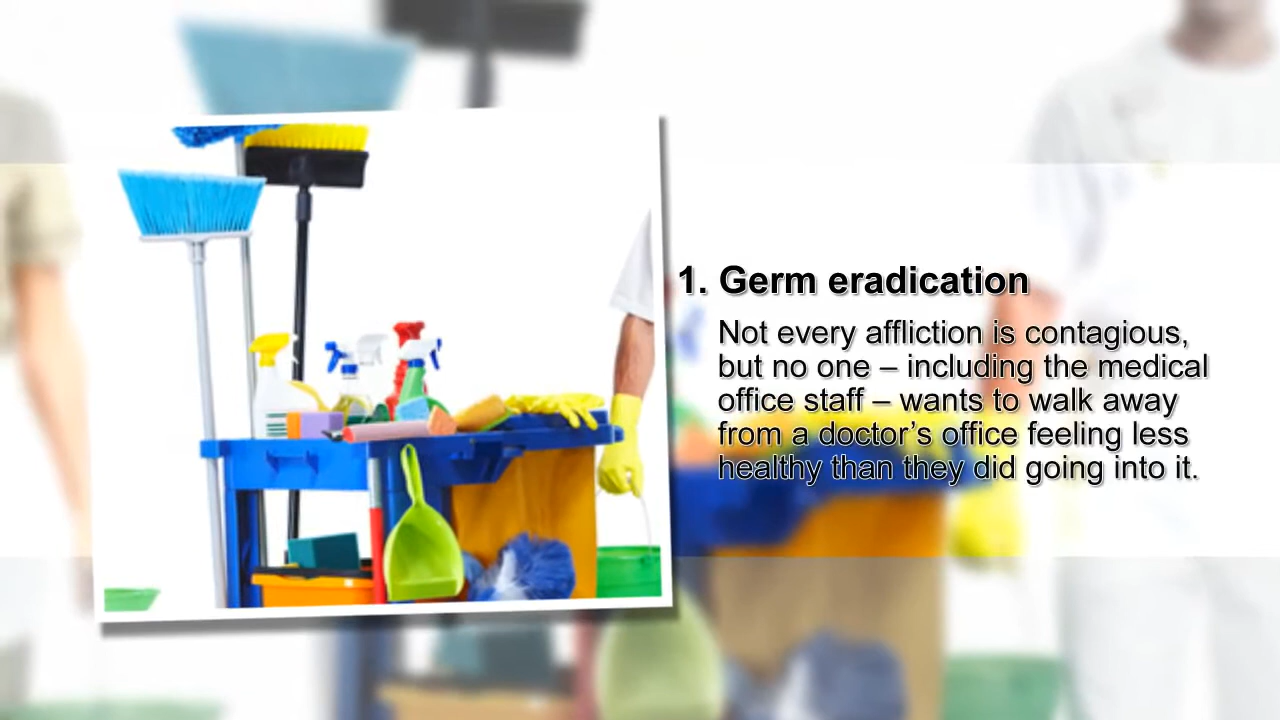 1. Germ eradication
Not every affliction is contagious,
but no one – including the medical
office staff – wants to walk away
from a doctor’s office feeling less
healthy than they did going into it.